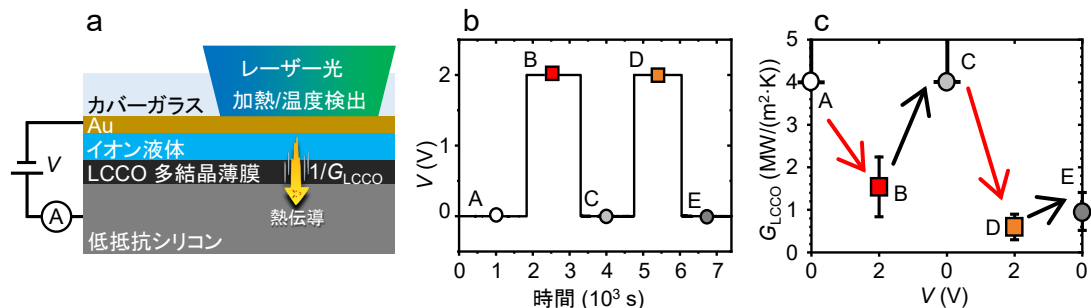 a
レーザー光
加熱/温度検出
カバーガラス
Au
イオン液体
LCCO 多結晶薄膜
1/G_LCCO
熱伝導
低抵抗シリコン
V
A
b
V (V)
2
1
0
A
B
C
D
E
0 1 2 3 4 5 6 7
時間 (10³ s)
c
G_LCCO (MW/(m²·K))
5
4
3
2
1
0
A
B
C
D
E
0 2 0 2 0
V (V)